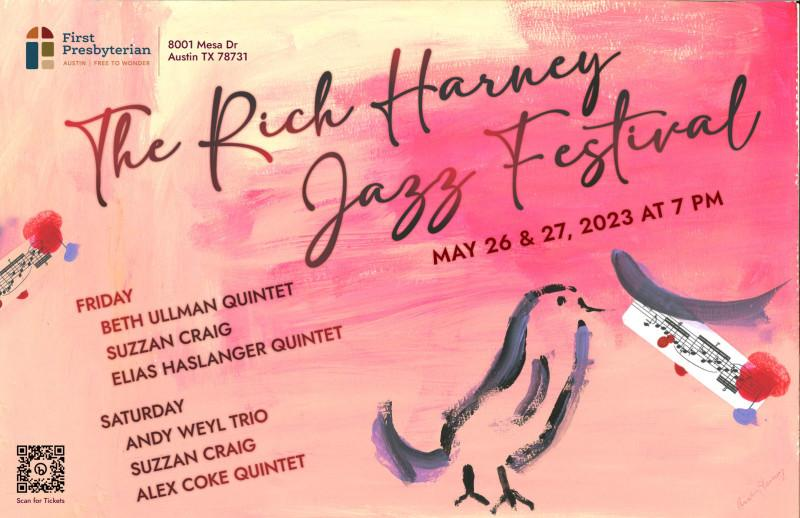 First
Presbyterian
AUSTIN | FREE TO WONDER
8001 Mesa Dr
Austin TX 78731
The Rich Harney
Jazz Festival
MAY 26 & 27, 2023 AT 7 PM
FRIDAY
BETH ULLMAN QUINTET
SUZZAN CRAIG
ELIAS HASLANGER QUINTET
SATURDAY
ANDY WEYL TRIO
SUZZAN CRAIG
ALEX COKE QUINTET
Scan for Tickets